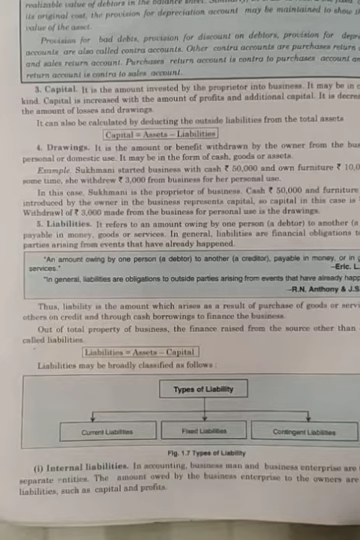 realizable value of debtors in the balance sheet.
its original cost, the provision for depreciation account may be maintained to show
value of the asset.
Provision for bad debts, provision for discount on debtors, provision for depre
accounts are also called contra accounts. Other contra accounts are purchases return
and sales return account. Purchases return account is contra to purchases account an
return account is contra to sales account.
3. Capital. It is the amount invested by the proprietor into business. It may be in c
kind. Capital is increased with the amount of profits and additional capital. It is decre
the amount of losses and drawings.
It can also be calculated by deducting the outside liabilities from the total assets
Capital = Assets – Liabilities
4. Drawings. It is the amount or benefit withdrawn by the owner from the bus
personal or domestic use. It may be in the form of cash, goods or assets.
Example. Sukhmani started business with cash ₹ 50,000 and own furniture ₹ 10,0
some time, she withdrew ₹ 3,000 from business for her personal use.
In this case, Sukhmani is the proprietor of business. Cash ₹ 50,000 and furniture
introduced by the owner in the business represents capital, so capital in this case is
Withdrawl of ₹ 3,000 made from the business for personal use is the drawings.
5. Liabilities. It refers to an amount owing by one person (a debtor) to another (a
payable in money, goods or services. In general, liabilities are financial obligations t
parties arising from events that have already happened.
"An amount owing by one person (a debtor) to another (a creditor), payable in money, or in g
services."
–Eric. L.
"In general, liabilities are obligations to outside parties arising from events that have already happ
–R.N. Anthony & J.S
Thus, liability is the amount which arises as a result of purchase of goods or serv
others on credit and through cash borrowings to finance the business.
Out of total property of business, the finance raised from the source other than
called liabilities.
Liabilities = Assets – Capital
Liabilities may be broadly classified as follows :
Types of Liability
Current Liabilities Fixed Liabilities Contingent Liabilities
Fig. 1.7 Types of Liability
(i) Internal liabilities. In accounting, business man and business enterprise are
separate entities. The amount owed by the business enterprise to the owners are
liabilities, such as capital and profits.